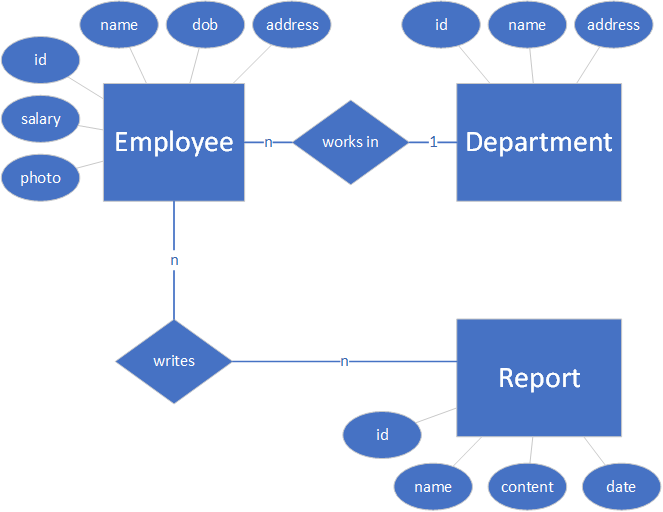 name
dob
address
id
name
address
id
salary
photo
Employee
n
works in
1
Department
n
writes
n
Report
id
name
content
date